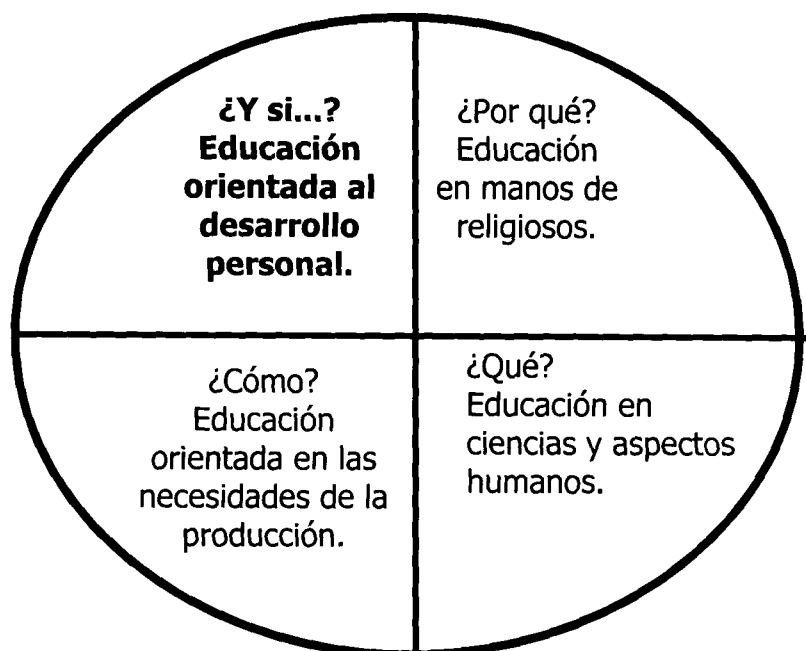 ¿Y si...?
Educación
orientada al
desarrollo
personal.
¿Por qué?
Educación
en manos de
religiosos.
¿Cómo?
Educación
orientada en las
necesidades de la
producción.
¿Qué?
Educación en
ciencias y aspectos
humanos.